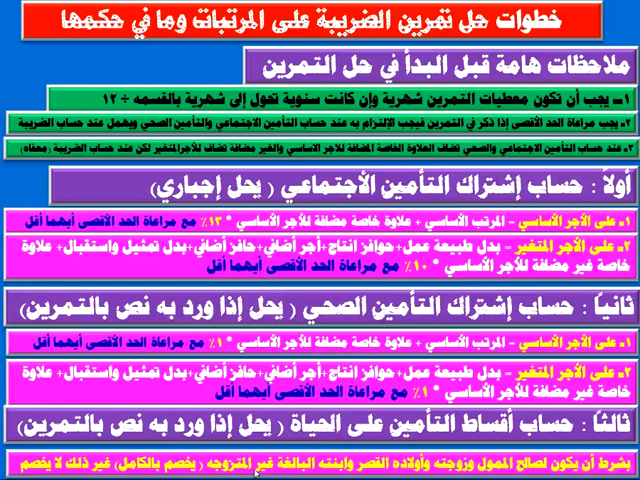 خطوات حل تمرين الضريبة على المرتبات وما في حكمها
ملاحظات هامة قبل البدأ في حل التمرين
١ـ يجب أن تكون معطيات التمرين شهرية وإن كانت سنوية تحول إلى شهرية بالقسمه ÷ ١٢
٢ـ يجب مراعاة الحد الأقصى إذا ذكر في التمرين فيجب الإلتزام به عند حساب التأمين الاجتماعي والتأمين الصحي ويهمل عند حساب الضريبة
٣ـ عند حساب التأمين الاجتماعي والصحي تضاف العلاوة الخاصة المضافة للأجر الاساسي والغير مضافة تضاف للأجرالمتغير لكن عند حساب الضريبة (معفاه)
أولاً : حساب إشتراك التأمين الأجتماعي ( يحل إجباري)
١ـ على الأجر الأساسي - المرتب الأساسي + علاوة خاصة مضافة للأجر الأساسي * ١٣٪ مع مراعاة الحد الأقصى أيهما أقل
٢ـ على الأجر المتغير - بدل طبيعة عمل+ حوافز انتاج+أجر أضافي+حافز أضافي+بدل تمثيل واستقبال+ علاوة
خاصة غير مضافة للأجر الأساسي * ١٠٪ مع مراعاة الحد الأقصى أيهما أقل
ثانياً : حساب إشتراك التأمين الصحي ( يحل إذا ورد به نص بالتمرين)
١ـ على الأجر الأساسي - المرتب الأساسي + علاوة خاصة مضافة للأجر الأساسي * ١٪ مع مراعاة الحد الأقصى أيهما أقل
٢ـ على الأجر المتغير - بدل طبيعة عمل+ حوافز انتاج+أجر أضافي+حافز أضافي+بدل تمثيل واستقبال+ علاوة
خاصة غير مضافة للأجر الأساسي * ١٪ مع مراعاة الحد الأقصى أيهما أقل
ثالثاً : حساب أقساط التأمين على الحياة ( يحل إذا ورد به نص بالتمرين)
بشرط أن يكون لصالح الممول وزوجته وأولاده القصر وابنته البالغة غير المتزوجه ( يخصم بالكامل) غير ذلك لا يخصم